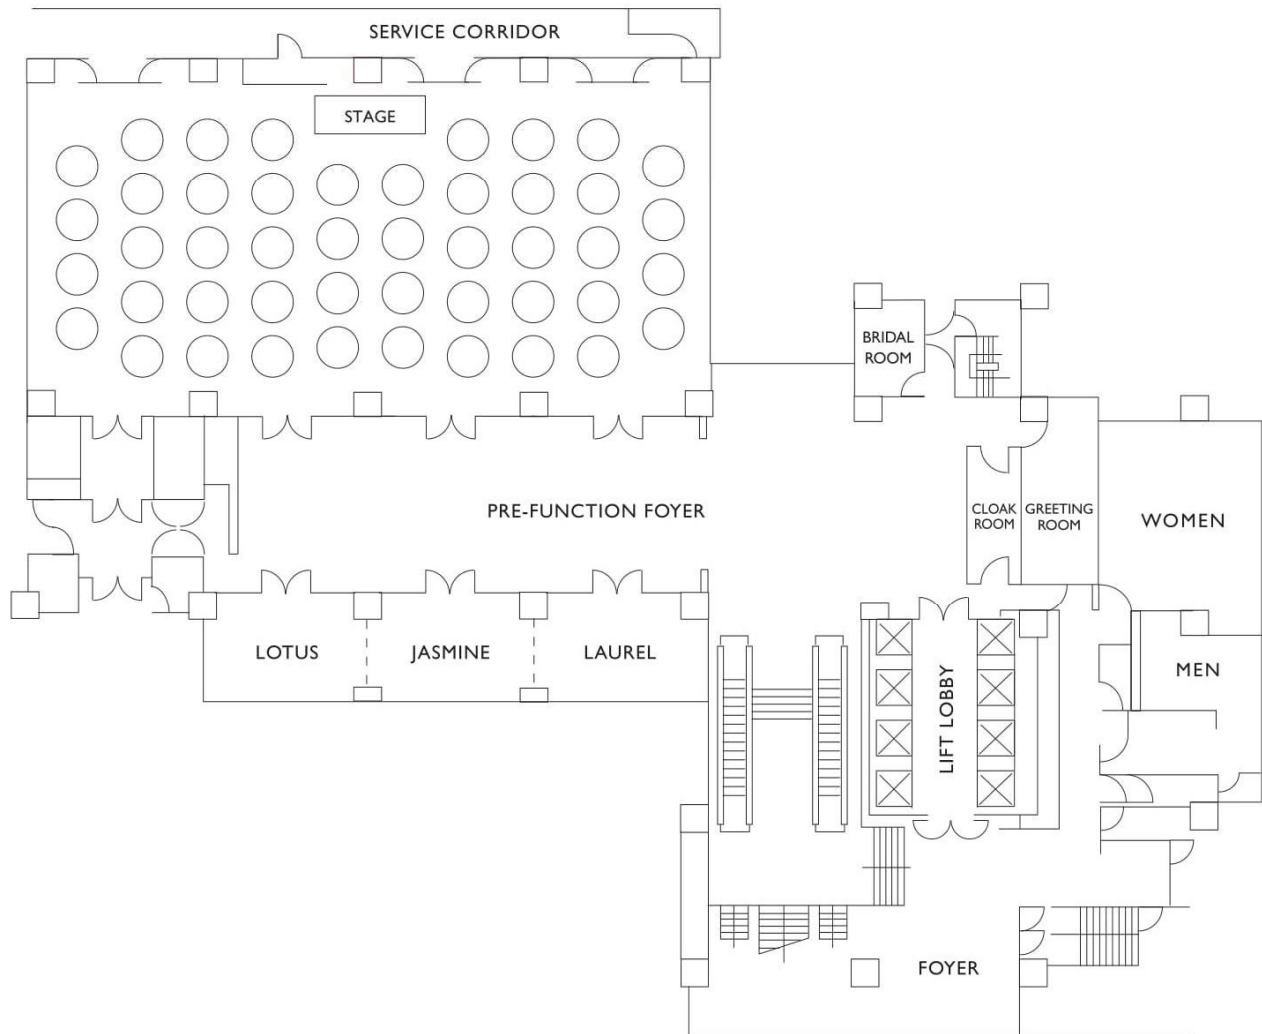 SERVICE CORRIDOR
STAGE
BRIDAL
ROOM
PRE-FUNCTION FOYER
CLOAK
ROOM
GREETING
ROOM
WOMEN
LOTUS
JASMINE
LAUREL
LIFT LOBBY
MEN
FOYER